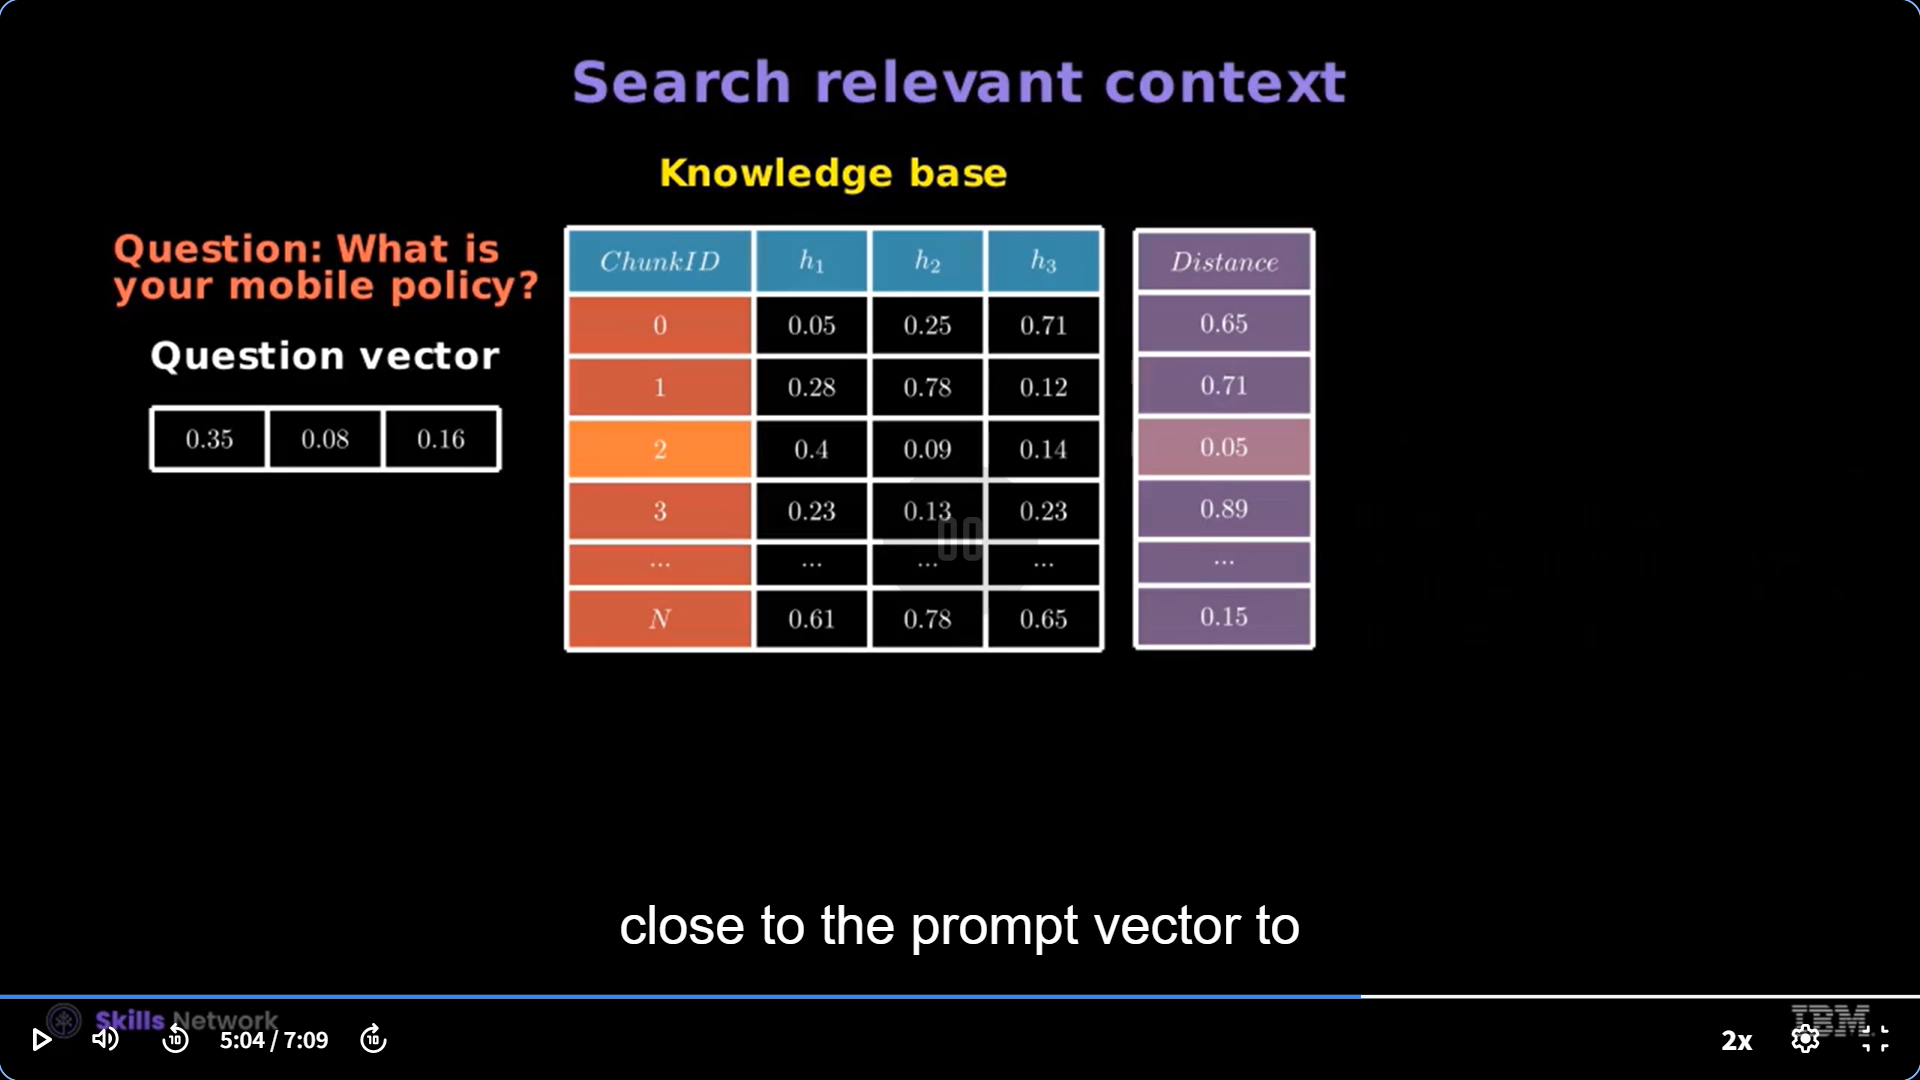 Search relevant context
Knowledge base
Question: What is
your mobile policy?
Question vector
0.35 0.08 0.16
ChunkID h₁ h₂ h₃ Distance
0 0.05 0.25 0.71 0.65
1 0.28 0.78 0.12 0.71
2 0.4 0.09 0.14 0.05
3 0.23 0.13 0.23 0.89
... ... ... ... ...
N 0.61 0.78 0.65 0.15
close to the prompt vector to
Skills Network
IBM
10 5:04 / 7:09 10 2x